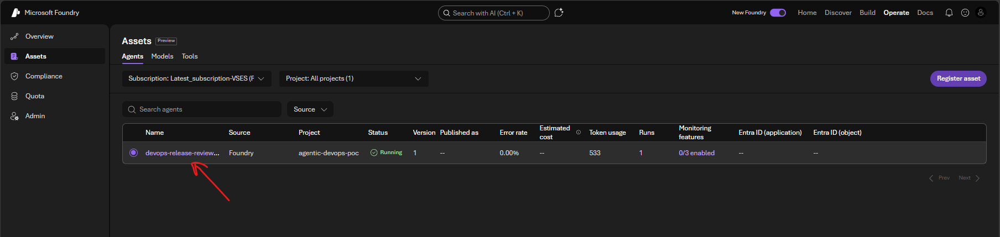 Microsoft Foundry
Search with AI (Ctrl + K)
New Foundry
Home
Discover
Build
Operate
Docs
Overview
Assets
Compliance
Quota
Admin
Assets
Preview
Agents
Models
Tools
Subscription: Latest_subscription-VSES (F
Project: All projects (1)
Register asset
Search agents
Source
Name
Source
Project
Status
Version
Published as
Error rate
Estimated
cost
Token usage
Runs
Monitoring
features
Entra ID (application)
Entra ID (object)
devops-release-review...
Foundry
agentic-devops-poc
Running
1
--
0.00%
--
533
1
0/3 enabled
--
--
Prev
Next